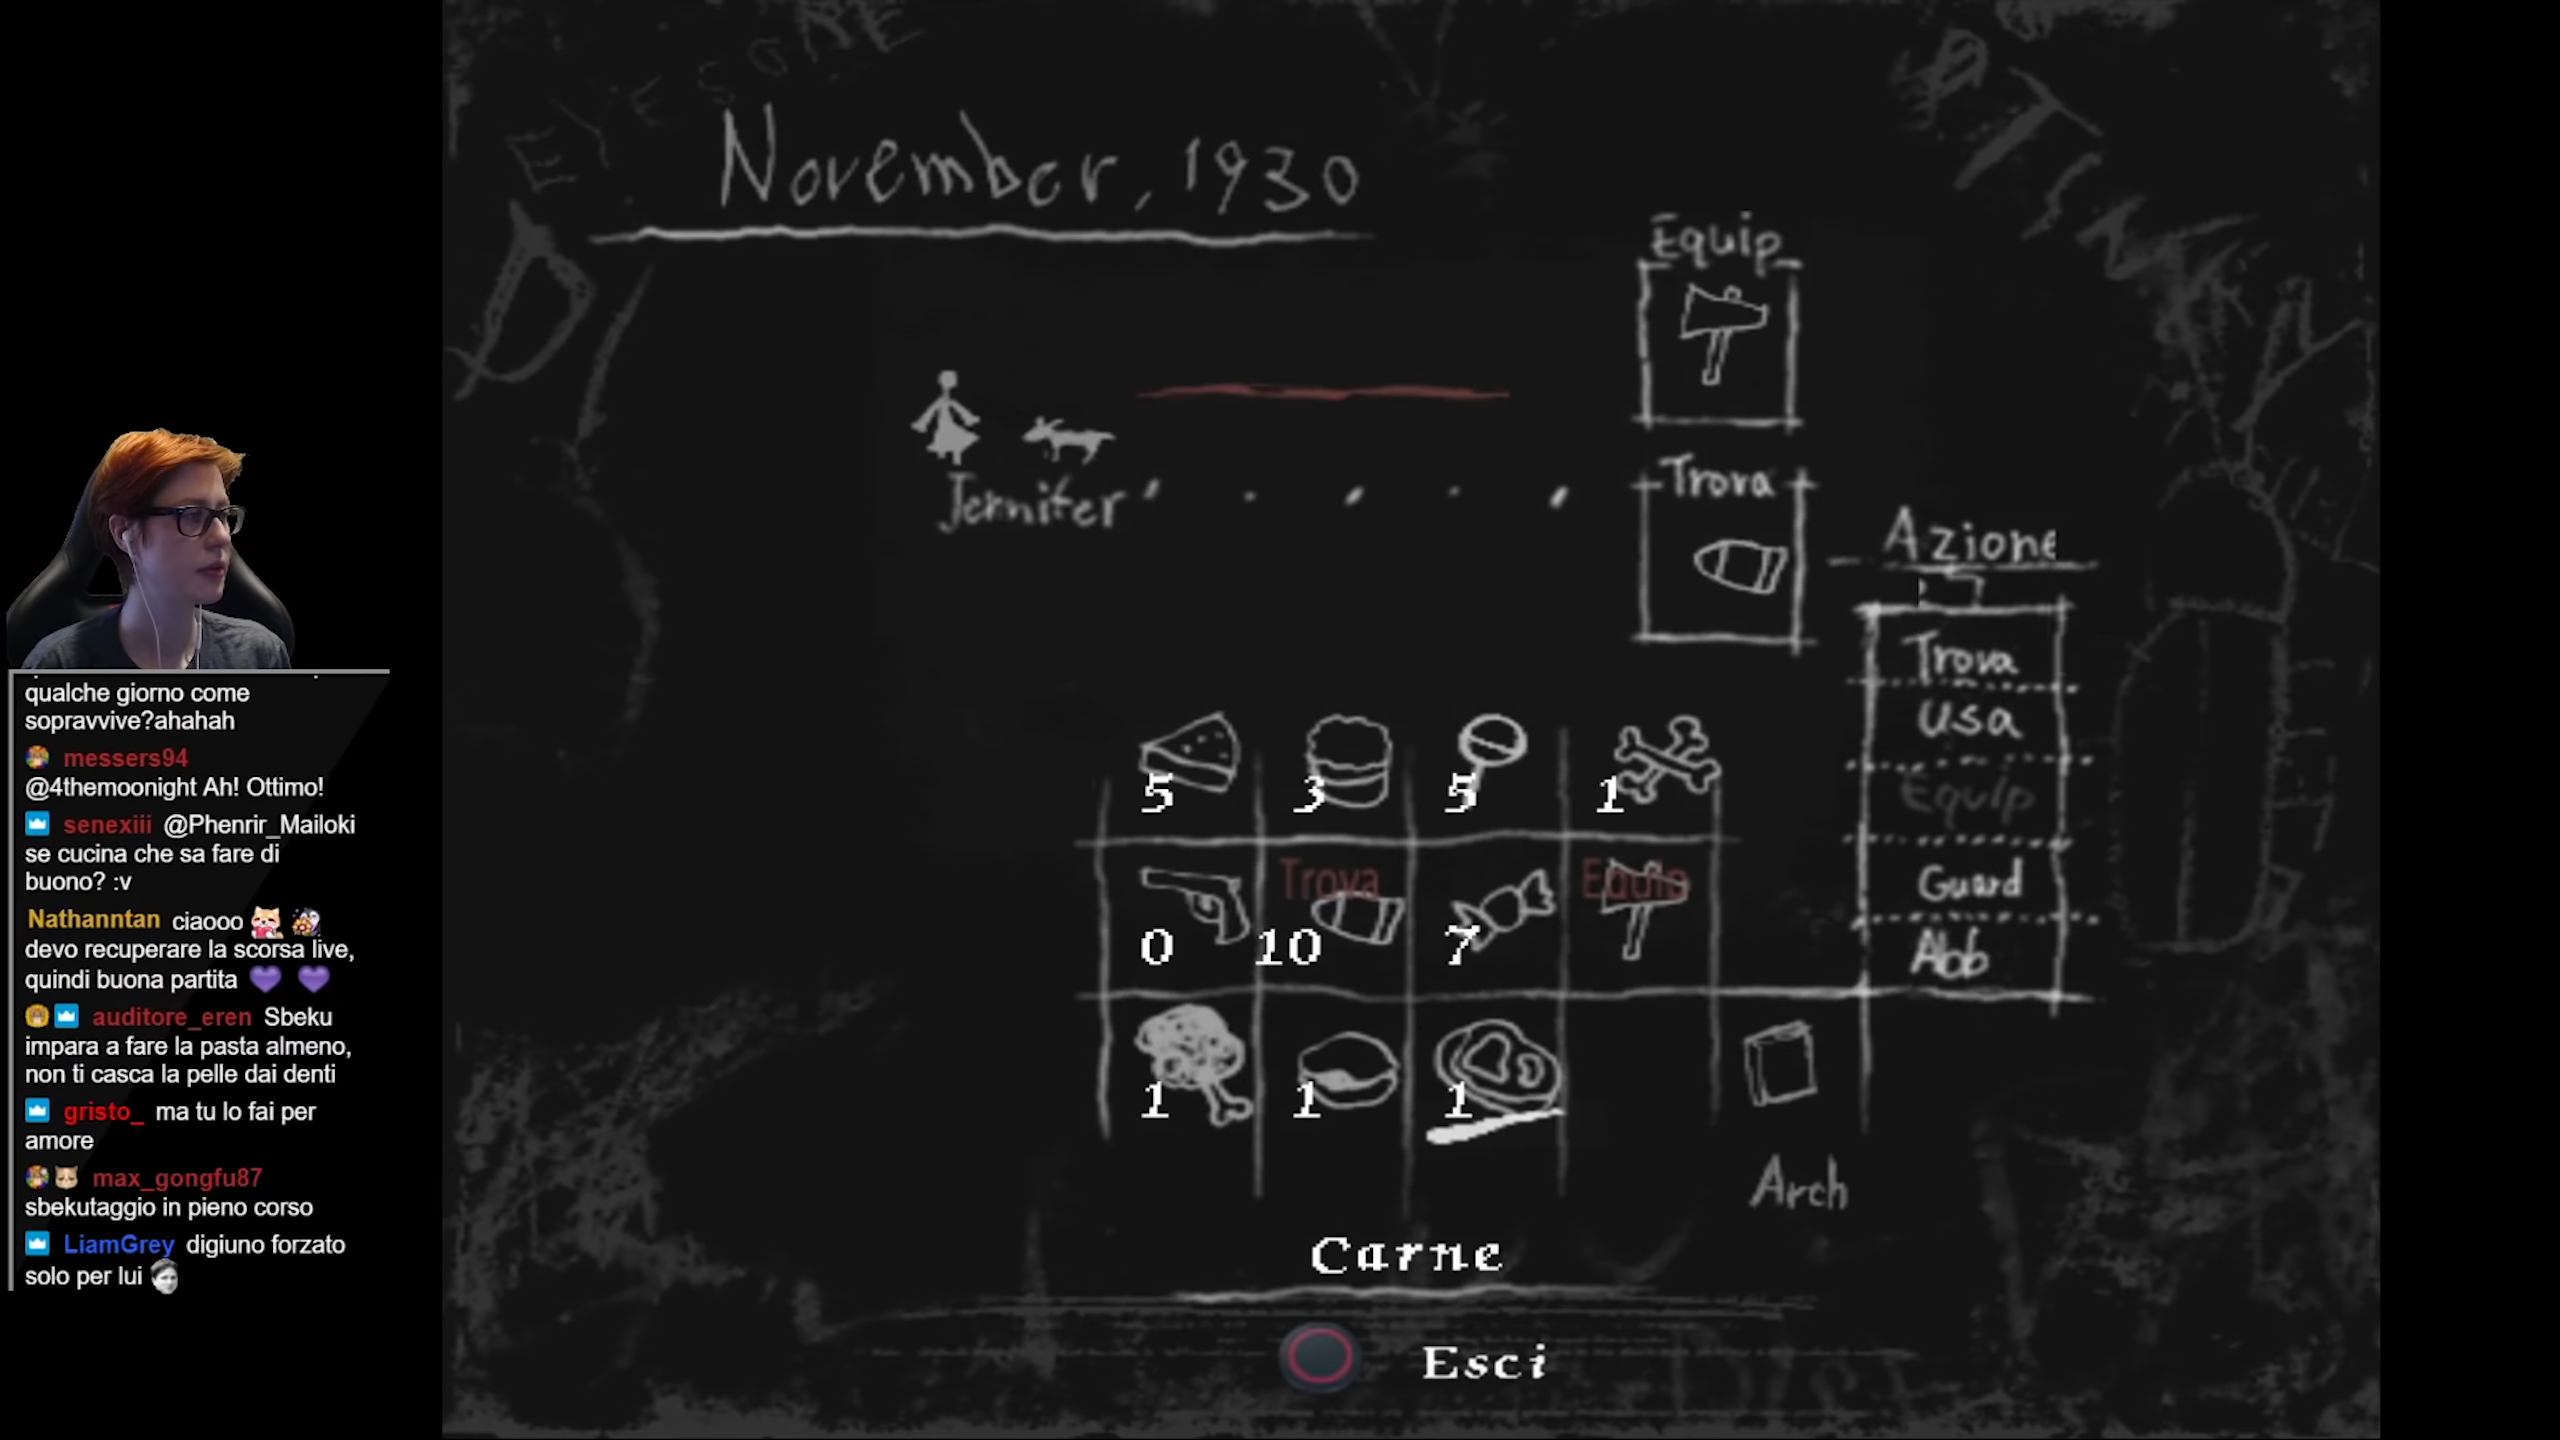 EYESORE
November, 1930
Equip
Jennifer
Trova
Azione
Trova
Usa
Equip
Guard
Abb
5
3
5
1
Trova
Equip
0
10
7
1
1
1
Arch
Carne
Esci
qualche giorno come
sopravvive?ahahah
messers94
@4themoonight Ah! Ottimo!
senexiii @Phenrir_Mailoki
se cucina che sa fare di
buono? :v
Nathanntan ciaooo
devo recuperare la scorsa live,
quindi buona partita
auditore_eren Sbeku
impara a fare la pasta almeno,
non ti casca la pelle dai denti
gristo_ ma tu lo fai per
amore
max_gongfu87
sbekutaggio in pieno corso
LiamGrey digiuno forzato
solo per lui